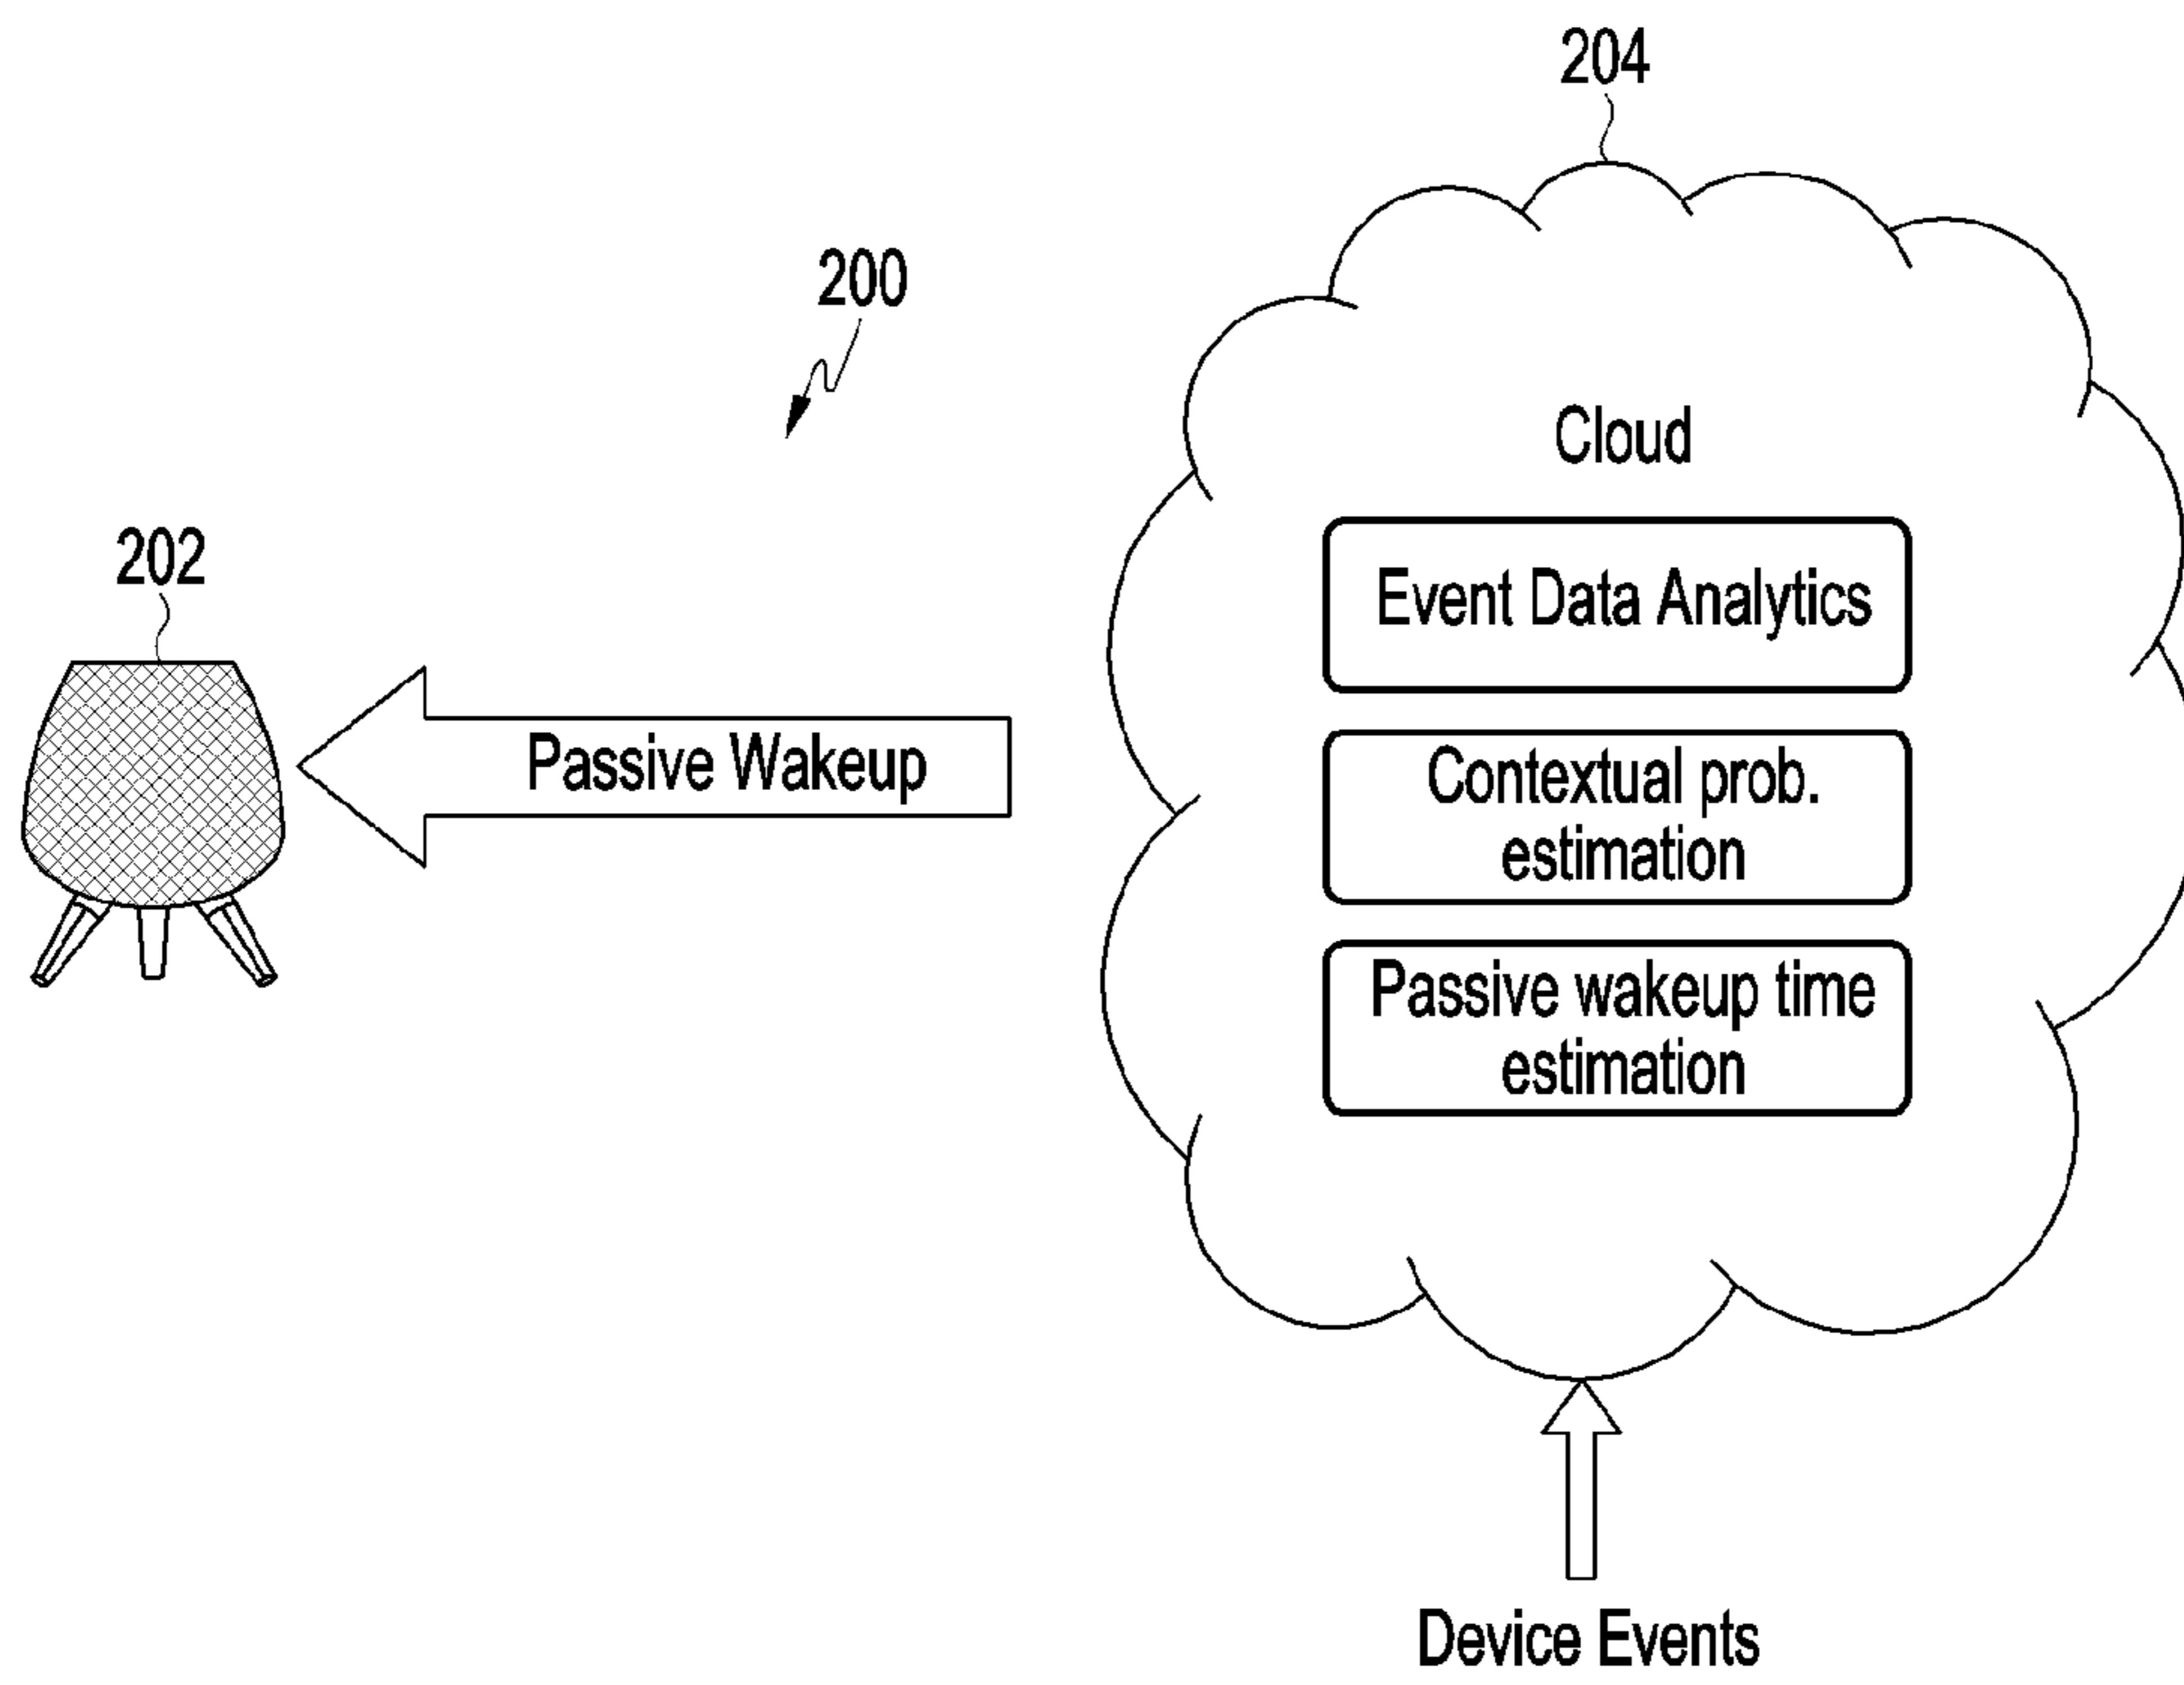 204
200
Cloud
202
Event Data Analytics
Passive Wakeup
Contextual prob.
estimation
Passive wakeup time
estimation
Device Events